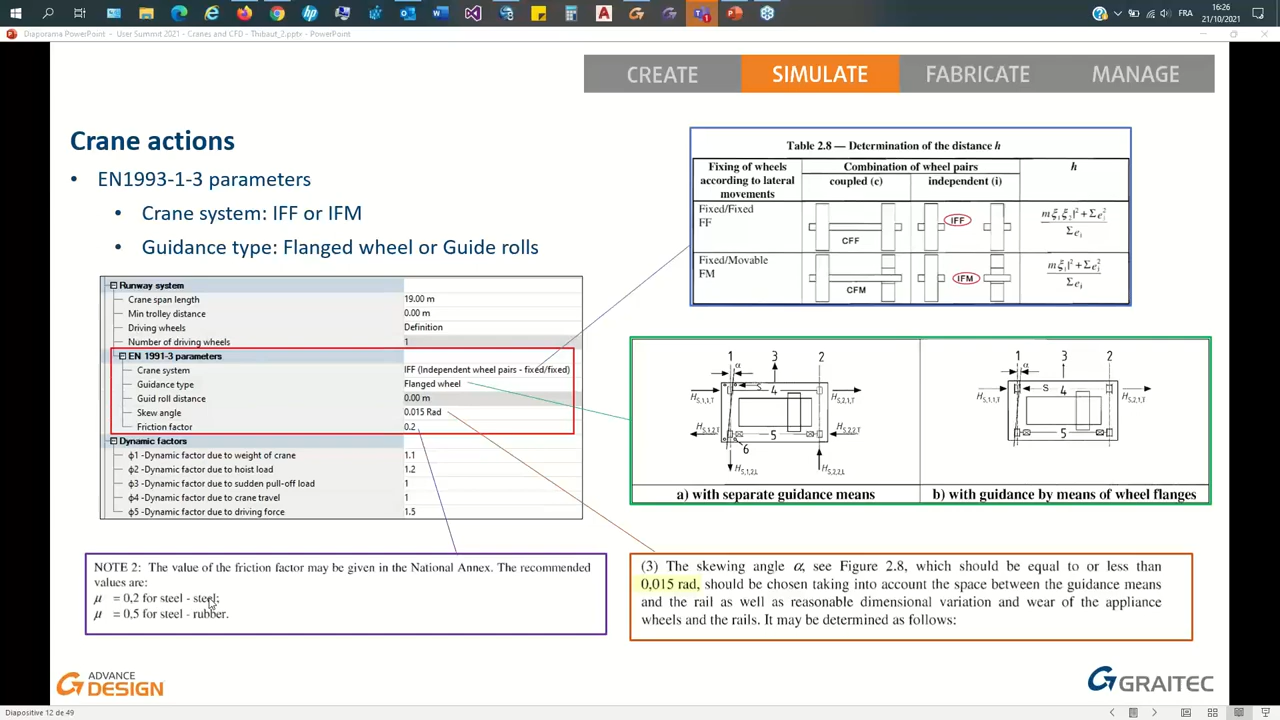 16:26
FRA
21/10/2021
Diaporama PowerPoint - User Summit 2021 - Cranes and CFD - Thibaut_2.pptx - PowerPoint
CREATE SIMULATE FABRICATE MANAGE
Crane actions
• EN1993-1-3 parameters
• Crane system: IFF or IFM
• Guidance type: Flanged wheel or Guide rolls
Table 2.8 — Determination of the distance h
Fixing of wheels according to lateral movements
Combination of wheel pairs
coupled (c)
independent (i)
h
Fixed/Fixed
FF
CFF
IFF
Fixed/Movable
FM
CFM
IFM
Runway system
Crane span length 19.00 m
Min trolley distance 0.00 m
Driving wheels Definition
Number of driving wheels 1
EN 1991-3 parameters
Crane system IFF (Independent wheel pairs - fixed/fixed)
Guidance type Flanged wheel
Guid roll distance 0.00 m
Skew angle 0.015 Rad
Friction factor 0.2
Dynamic factors
ϕ1 -Dynamic factor due to weight of crane 1.1
ϕ2 -Dynamic factor due to hoist load 1.2
ϕ3 -Dynamic factor due to sudden pull-off load 1
ϕ4 -Dynamic factor due to crane travel 1
ϕ5 -Dynamic factor due to driving force 1.5
1 3 2
α
S 4
5
6
a) with separate guidance means
1 3 2
α
S 4
5
b) with guidance by means of wheel flanges
NOTE 2: The value of the friction factor may be given in the National Annex. The recommended
values are:
μ = 0,2 for steel - steel;
μ = 0,5 for steel - rubber.
(3) The skewing angle α, see Figure 2.8, which should be equal to or less than
0,015 rad, should be chosen taking into account the space between the guidance means
and the rail as well as reasonable dimensional variation and wear of the appliance
wheels and the rails. It may be determined as follows:
ADVANCE
DESIGN
GRAITEC
Diapositive 12 de 49